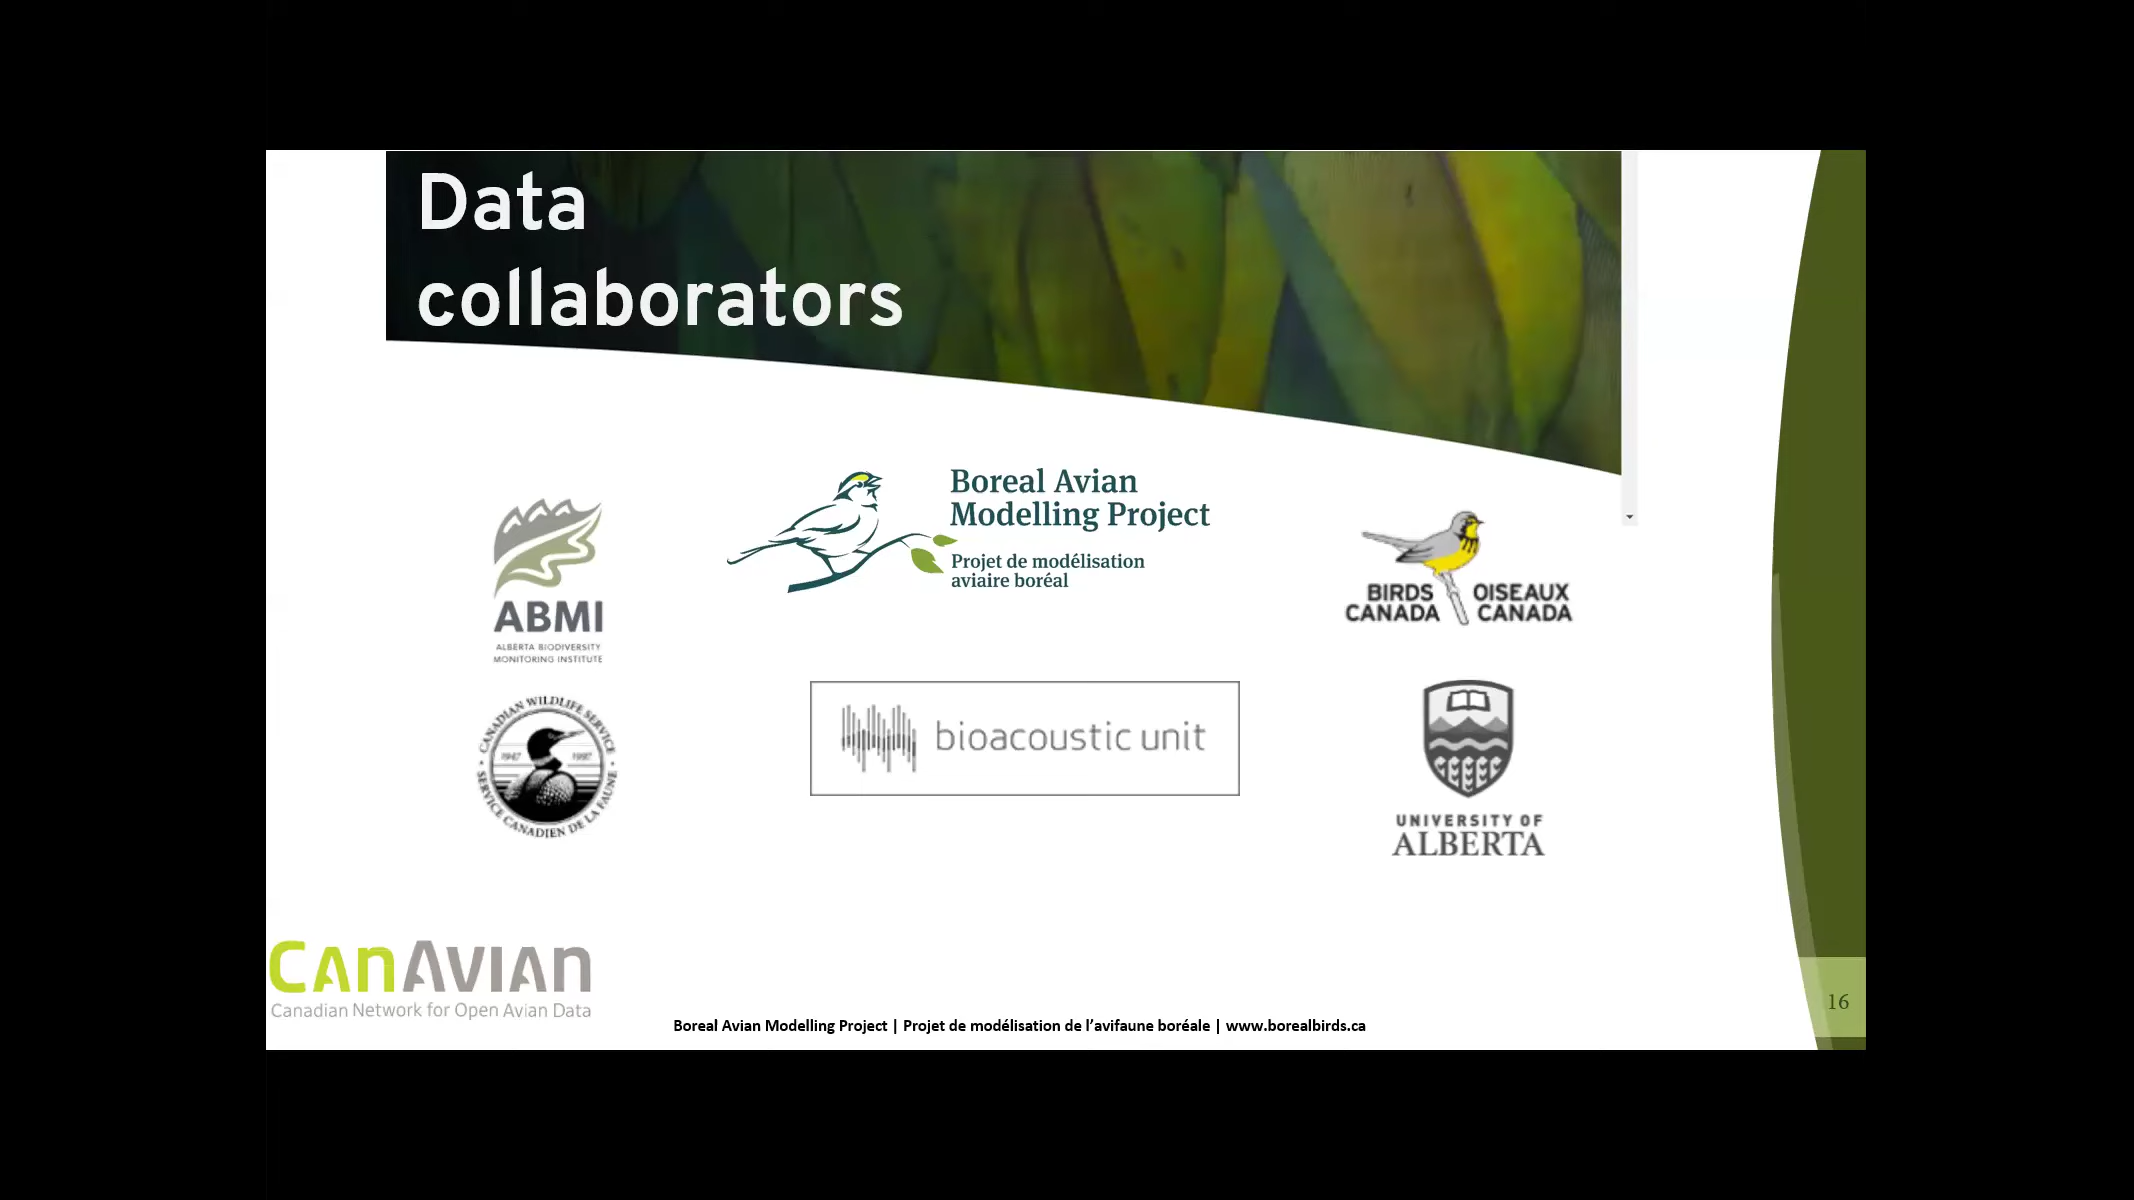 Data
collaborators
Boreal Avian
Modelling Project
Projet de modélisation
aviaire boréal
ABMI
ALBERTA BIODIVERSITY
MONITORING INSTITUTE
BIRDS CANADA
OISEAUX CANADA
CANADIAN WILDLIFE SERVICE
1947 1997
SERVICE CANADIEN DE LA FAUNE
bioacoustic unit
UNIVERSITY OF
ALBERTA
CANAVIAN
Canadian Network for Open Avian Data
Boreal Avian Modelling Project | Projet de modélisation de l’avifaune boréale | www.borealbirds.ca
16